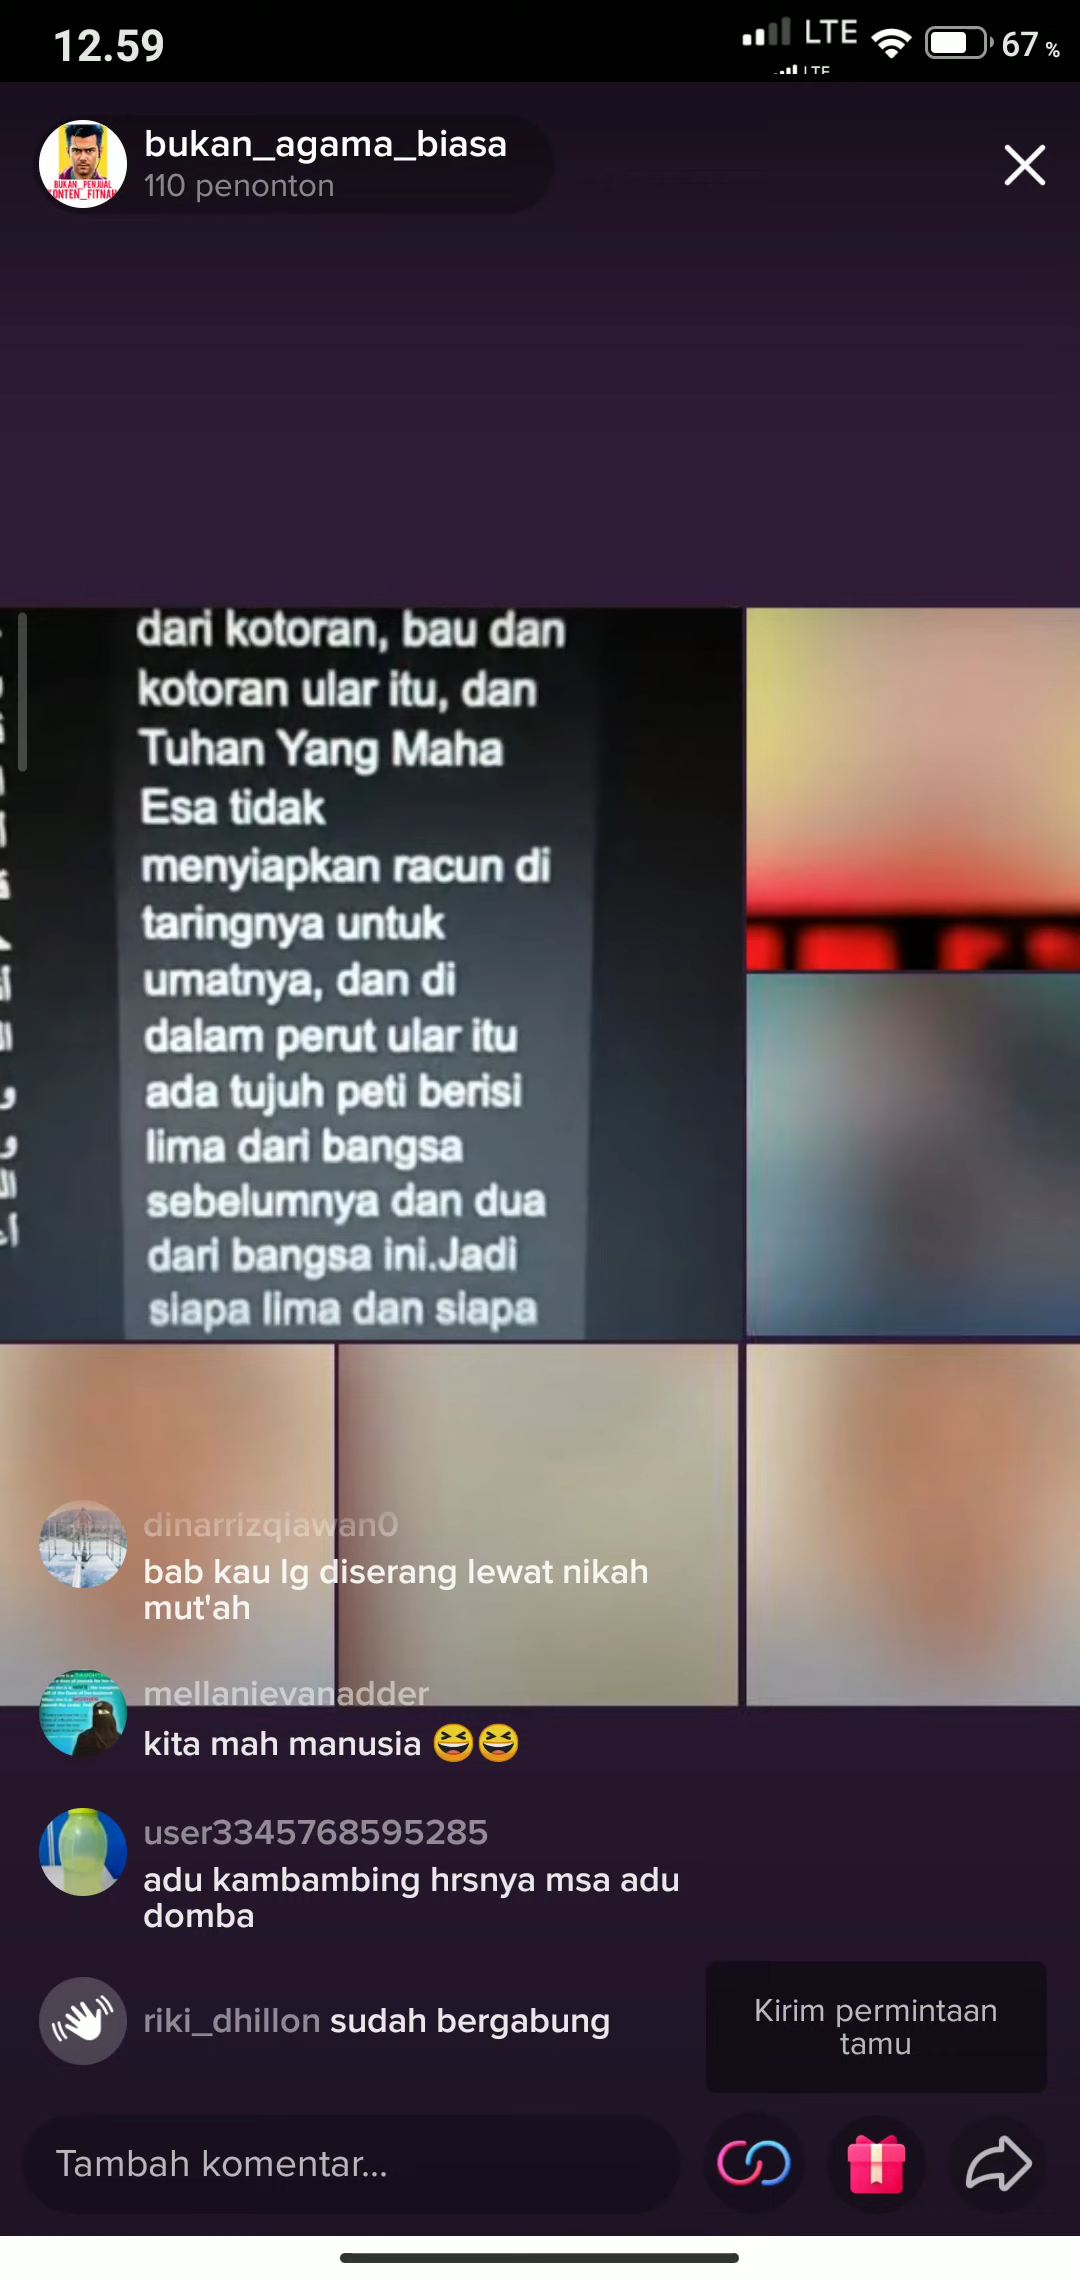 12.59
LTE
67 %
LTE
bukan_agama_biasa
110 penonton
BUKAN_PENJUAL
KONTEN_FITNAH
dari kotoran, bau dan
kotoran ular itu, dan
Tuhan Yang Maha
Esa tidak
menyiapkan racun di
taringnya untuk
umatnya, dan di
dalam perut ular itu
ada tujuh peti berisi
lima dari bangsa
sebelumnya dan dua
dari bangsa ini.Jadi
siapa lima dan siapa
dinarrizqiawan0
bab kau lg diserang lewat nikah
mut'ah
mellanievanadder
kita mah manusia 😆😆
user3345768595285
adu kambambing hrsnya msa adu
domba
riki_dhillon sudah bergabung
Kirim permintaan
tamu
Tambah komentar...